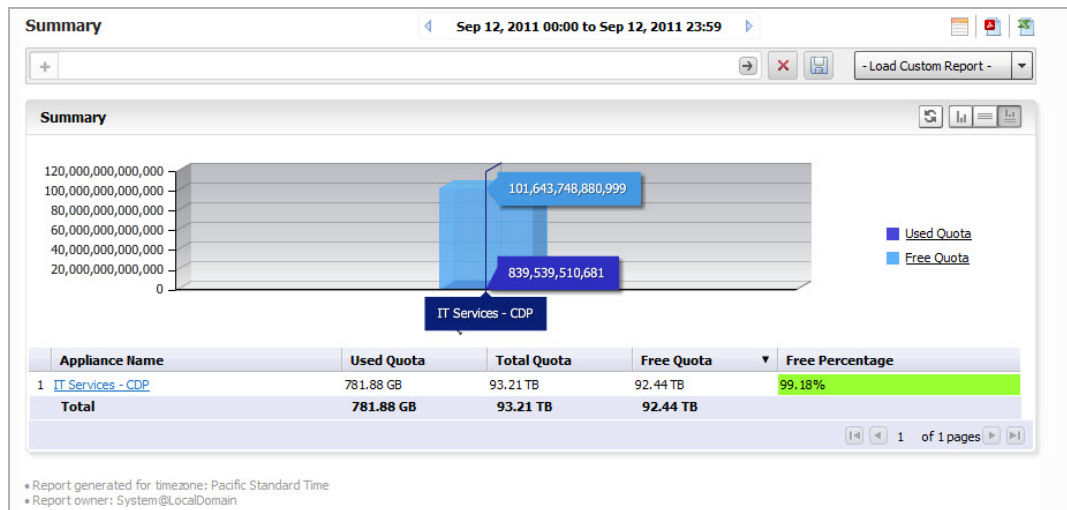 Summary
Sep 12, 2011 00:00 to Sep 12, 2011 23:59
- Load Custom Report -
Summary
120,000,000,000,000
100,000,000,000,000
80,000,000,000,000
60,000,000,000,000
40,000,000,000,000
20,000,000,000,000
0
101,643,748,880,999
839,539,510,681
IT Services - CDP
Used Quota
Free Quota
Appliance Name Used Quota Total Quota Free Quota Free Percentage
1 IT Services - CDP 781.88 GB 93.21 TB 92.44 TB 99.18%
Total 781.88 GB 93.21 TB 92.44 TB
1 of 1 pages
Report generated for timezone: Pacific Standard Time
Report owner: System@LocalDomain